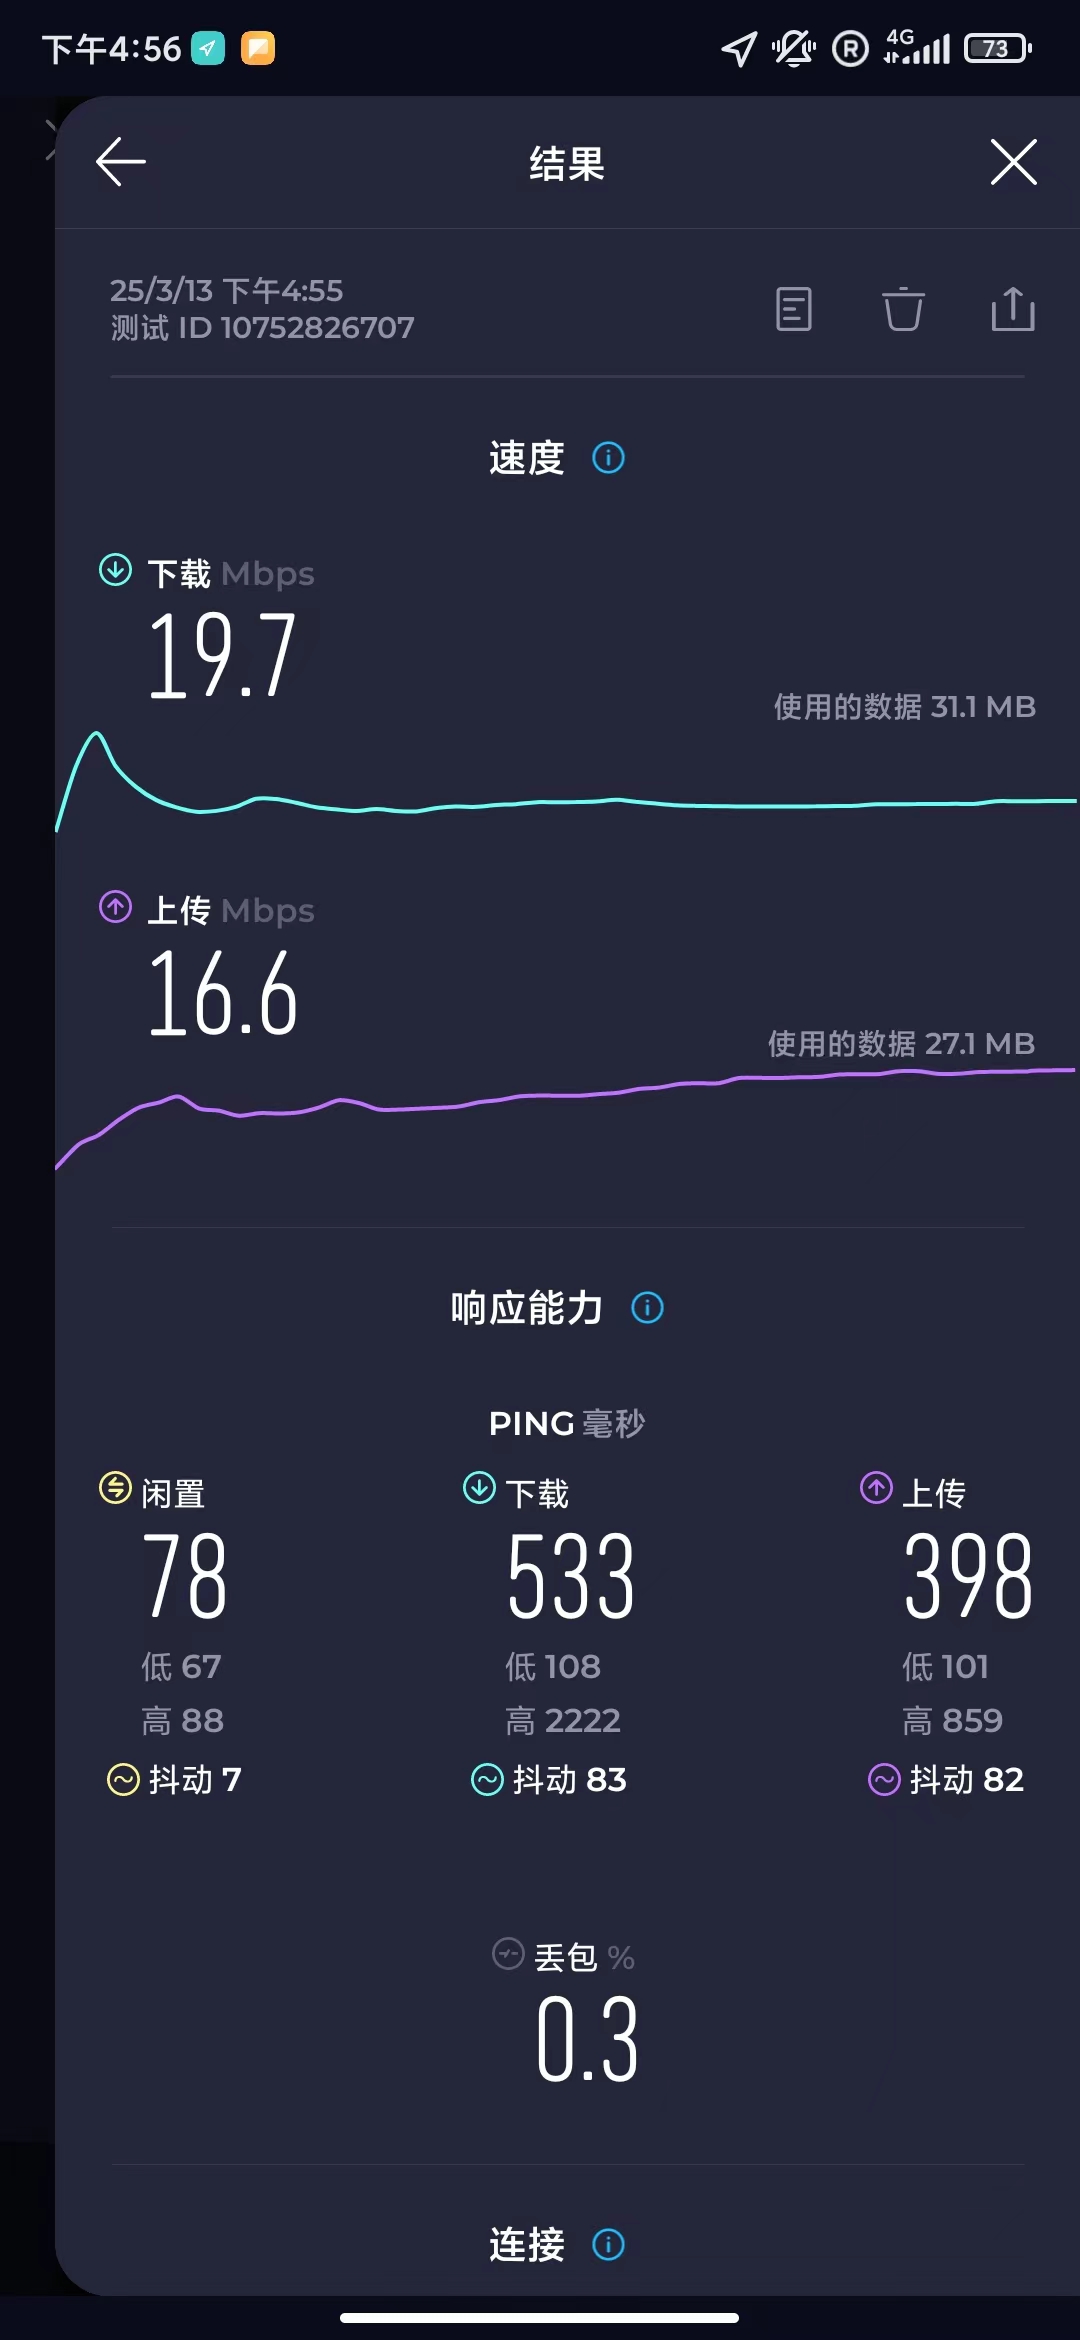 下午4:56
R 4G 73
结果
25/3/13 下午4:55
测试 ID 10752826707
速度
下载 Mbps
19.7
使用的数据 31.1 MB
上传 Mbps
16.6
使用的数据 27.1 MB
响应能力
PING 毫秒
闲置 下载 上传
78 533 398
低 67 低 108 低 101
高 88 高 2222 高 859
抖动 7 抖动 83 抖动 82
丢包 %
0.3
连接